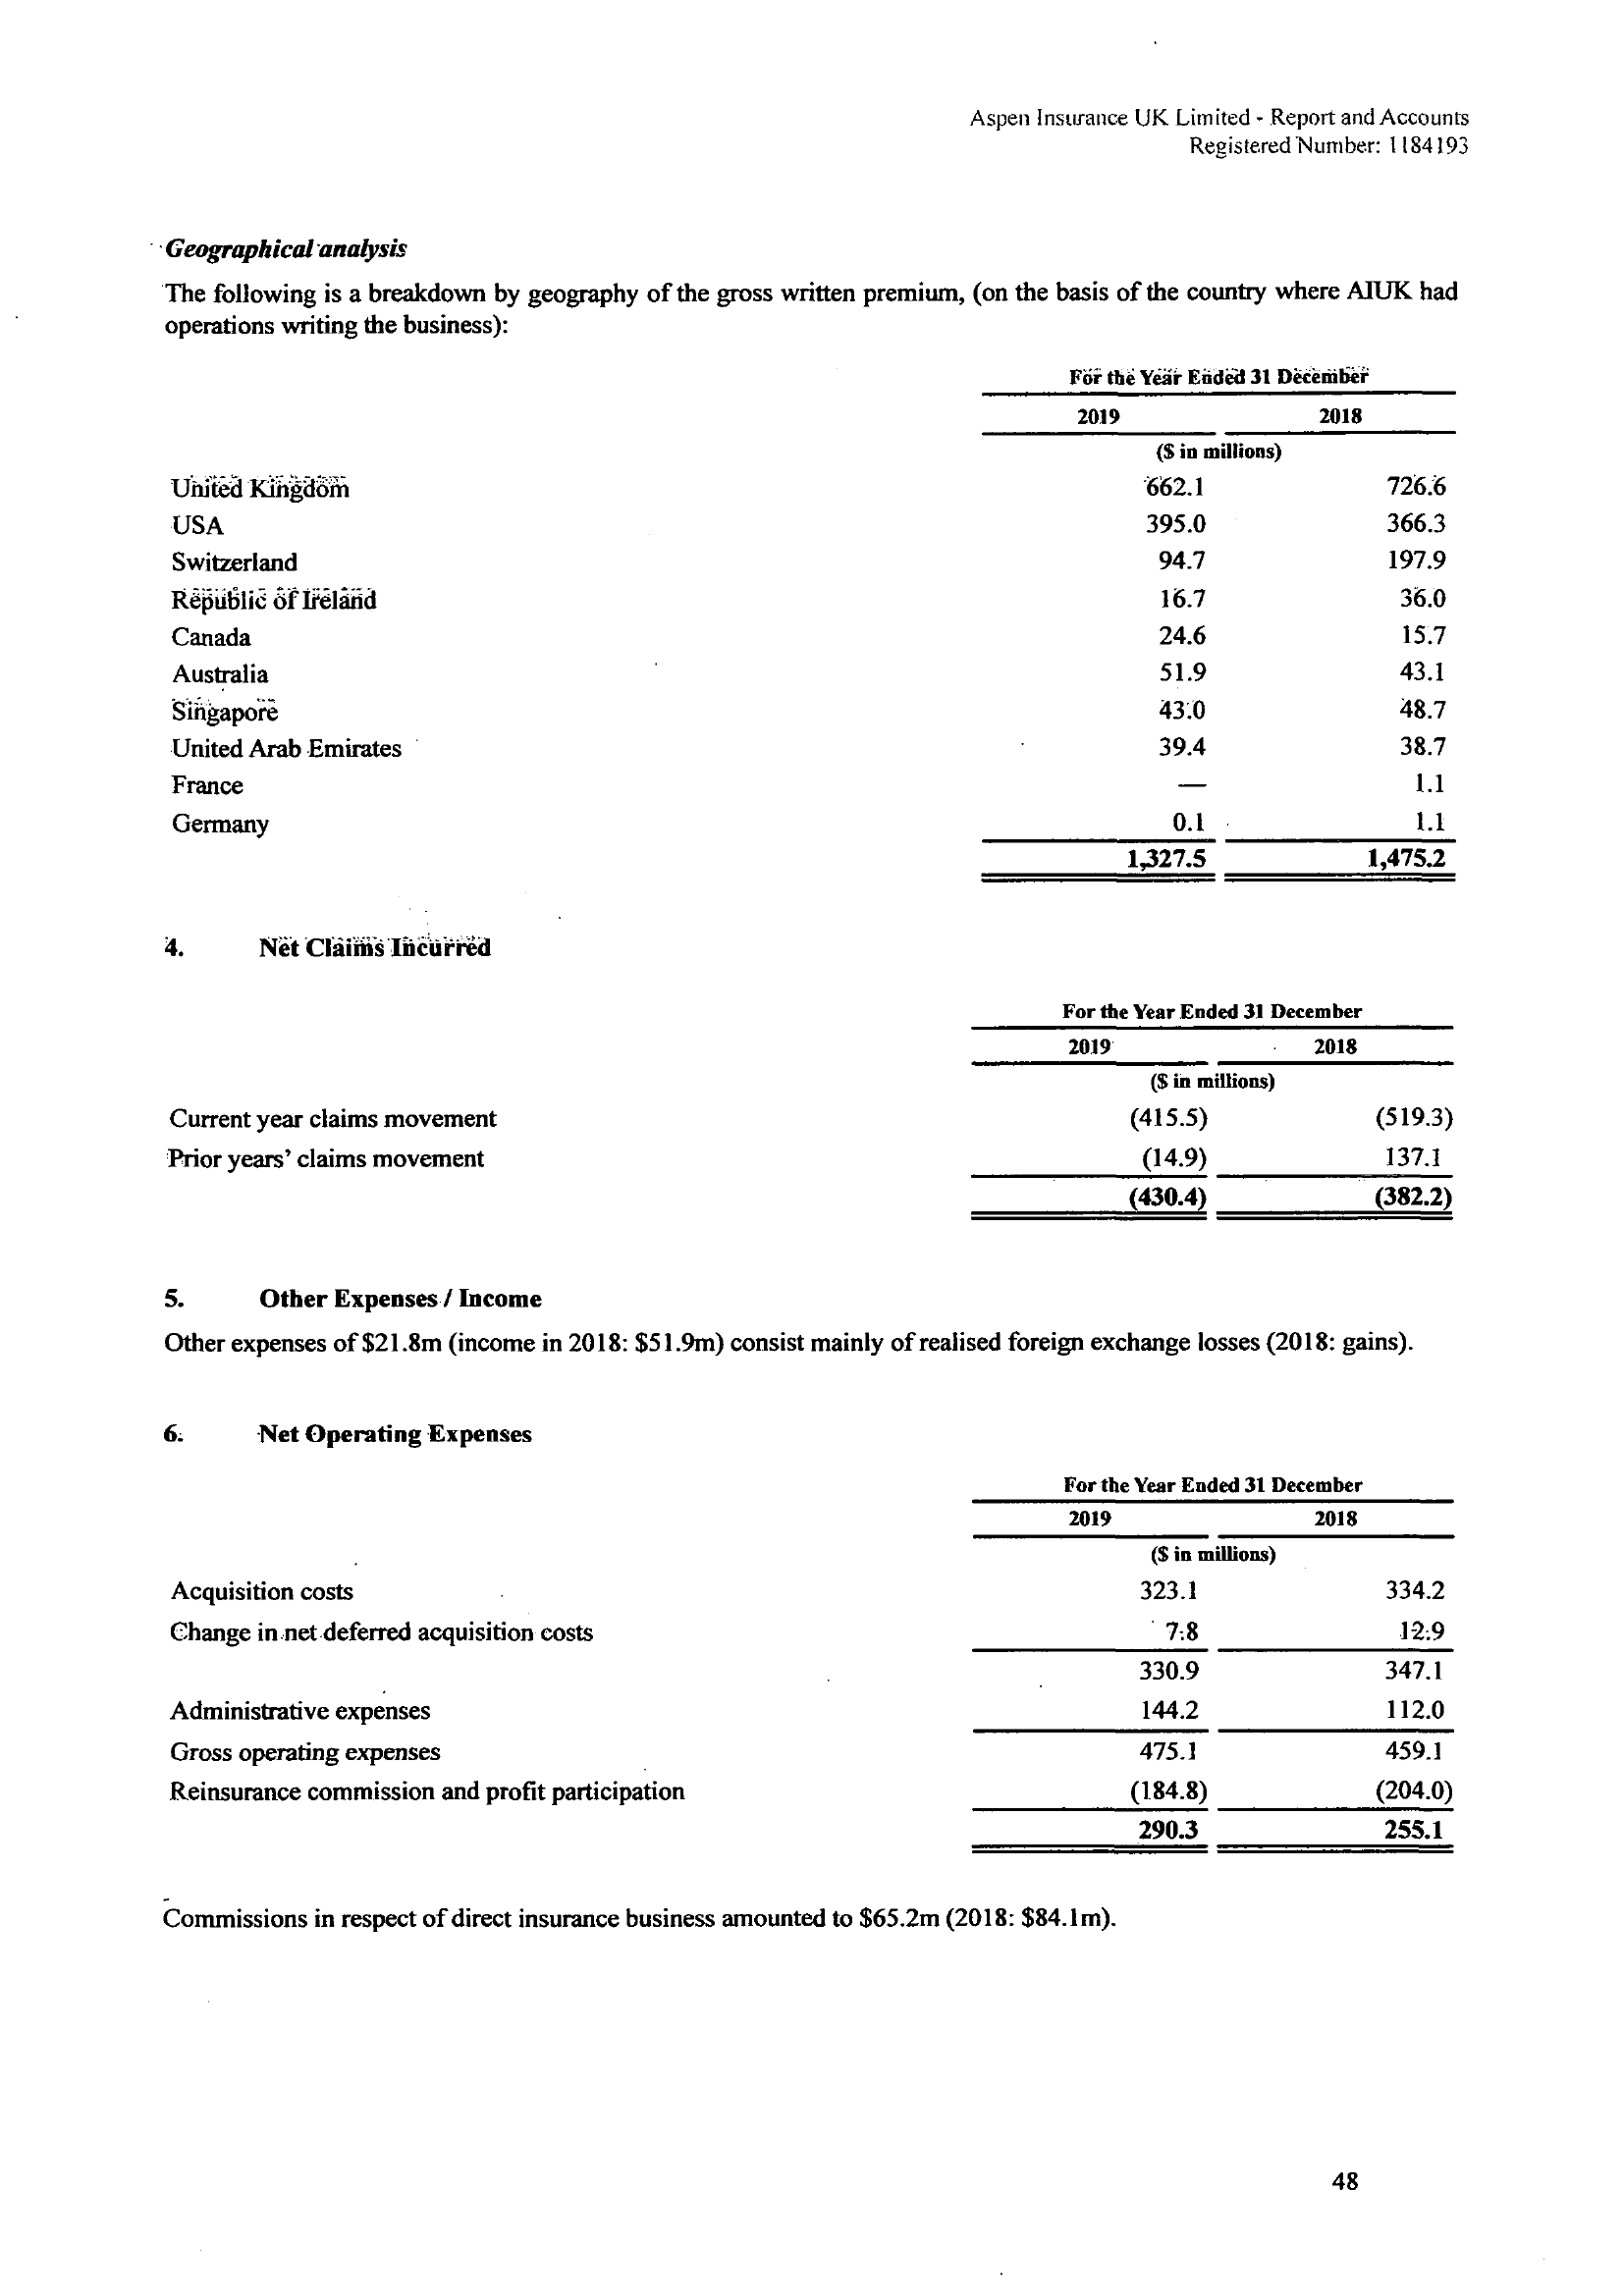 Aspen Insurance UK Limited - Report and Accounts
Registered Number: 1184193
Geographical analysis
The following is a breakdown by geography of the gross written premium, (on the basis of the country where AIUK had
operations writing the business):
For the Year Ended 31 December
2019 2018
($ in millions)
United Kingdom 662.1 726.6
USA 395.0 366.3
Switzerland 94.7 197.9
Republic of Ireland 16.7 36.0
Canada 24.6 15.7
Australia 51.9 43.1
Singapore 43.0 48.7
United Arab Emirates 39.4 38.7
France — 1.1
Germany 0.1 1.1
1,327.5 1,475.2
4. Net Claims Incurred
For the Year Ended 31 December
2019 2018
($ in millions)
Current year claims movement (415.5) (519.3)
Prior years' claims movement (14.9) 137.1
(430.4) (382.2)
5. Other Expenses / Income
Other expenses of $21.8m (income in 2018: $51.9m) consist mainly of realised foreign exchange losses (2018: gains).
6. Net Operating Expenses
For the Year Ended 31 December
2019 2018
($ in millions)
Acquisition costs 323.1 334.2
Change in net deferred acquisition costs 7.8 12.9
330.9 347.1
Administrative expenses 144.2 112.0
Gross operating expenses 475.1 459.1
Reinsurance commission and profit participation (184.8) (204.0)
290.3 255.1
Commissions in respect of direct insurance business amounted to $65.2m (2018: $84.1m).
48